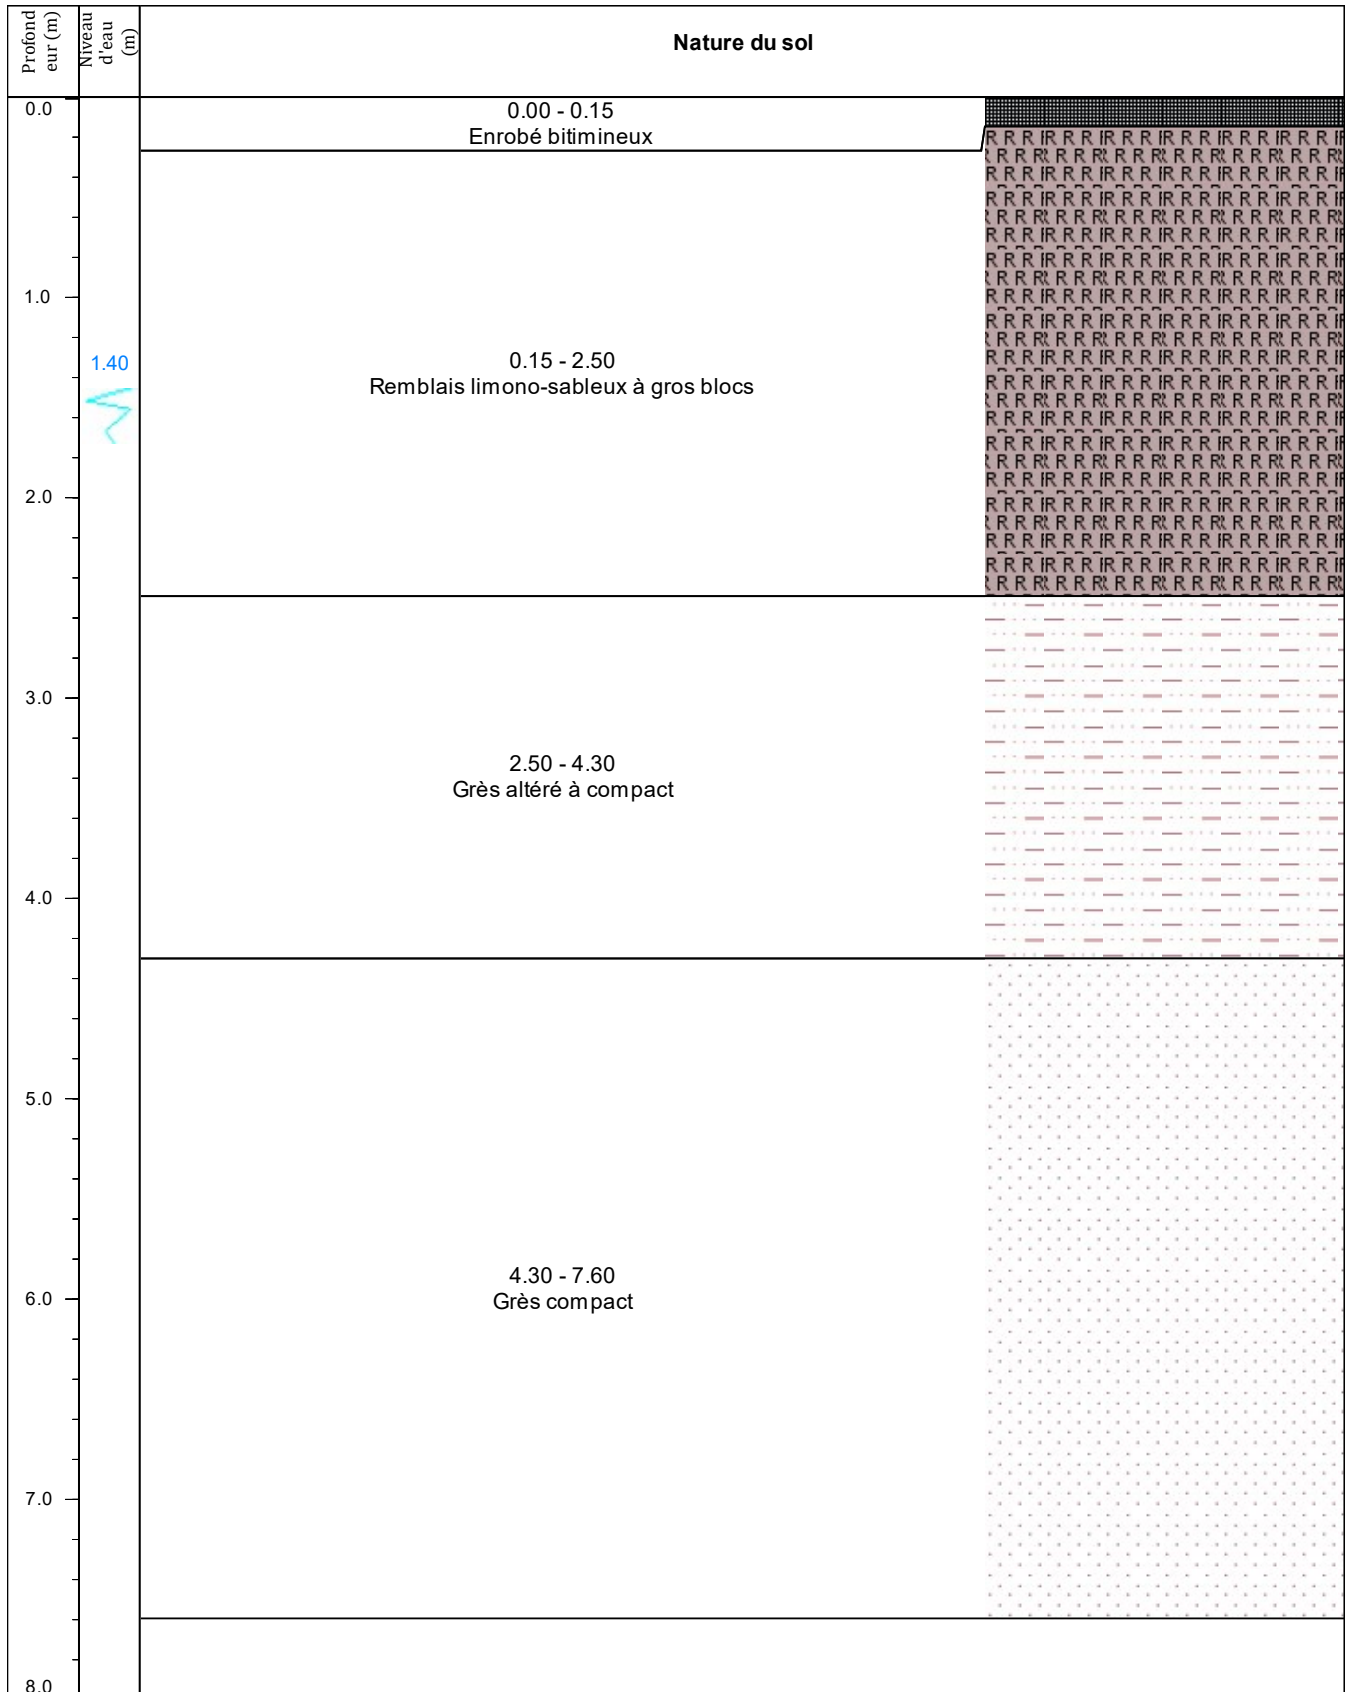 Profond
eur (m)
Niveau
d'eau
(m)
Nature du sol
0.0
0.00 - 0.15
Enrobé bitimineux
1.0
1.40
0.15 - 2.50
Remblais limono-sableux à gros blocs
2.0
3.0
2.50 - 4.30
Grès altéré à compact
4.0
5.0
4.30 - 7.60
Grès compact
6.0
7.0
8.0